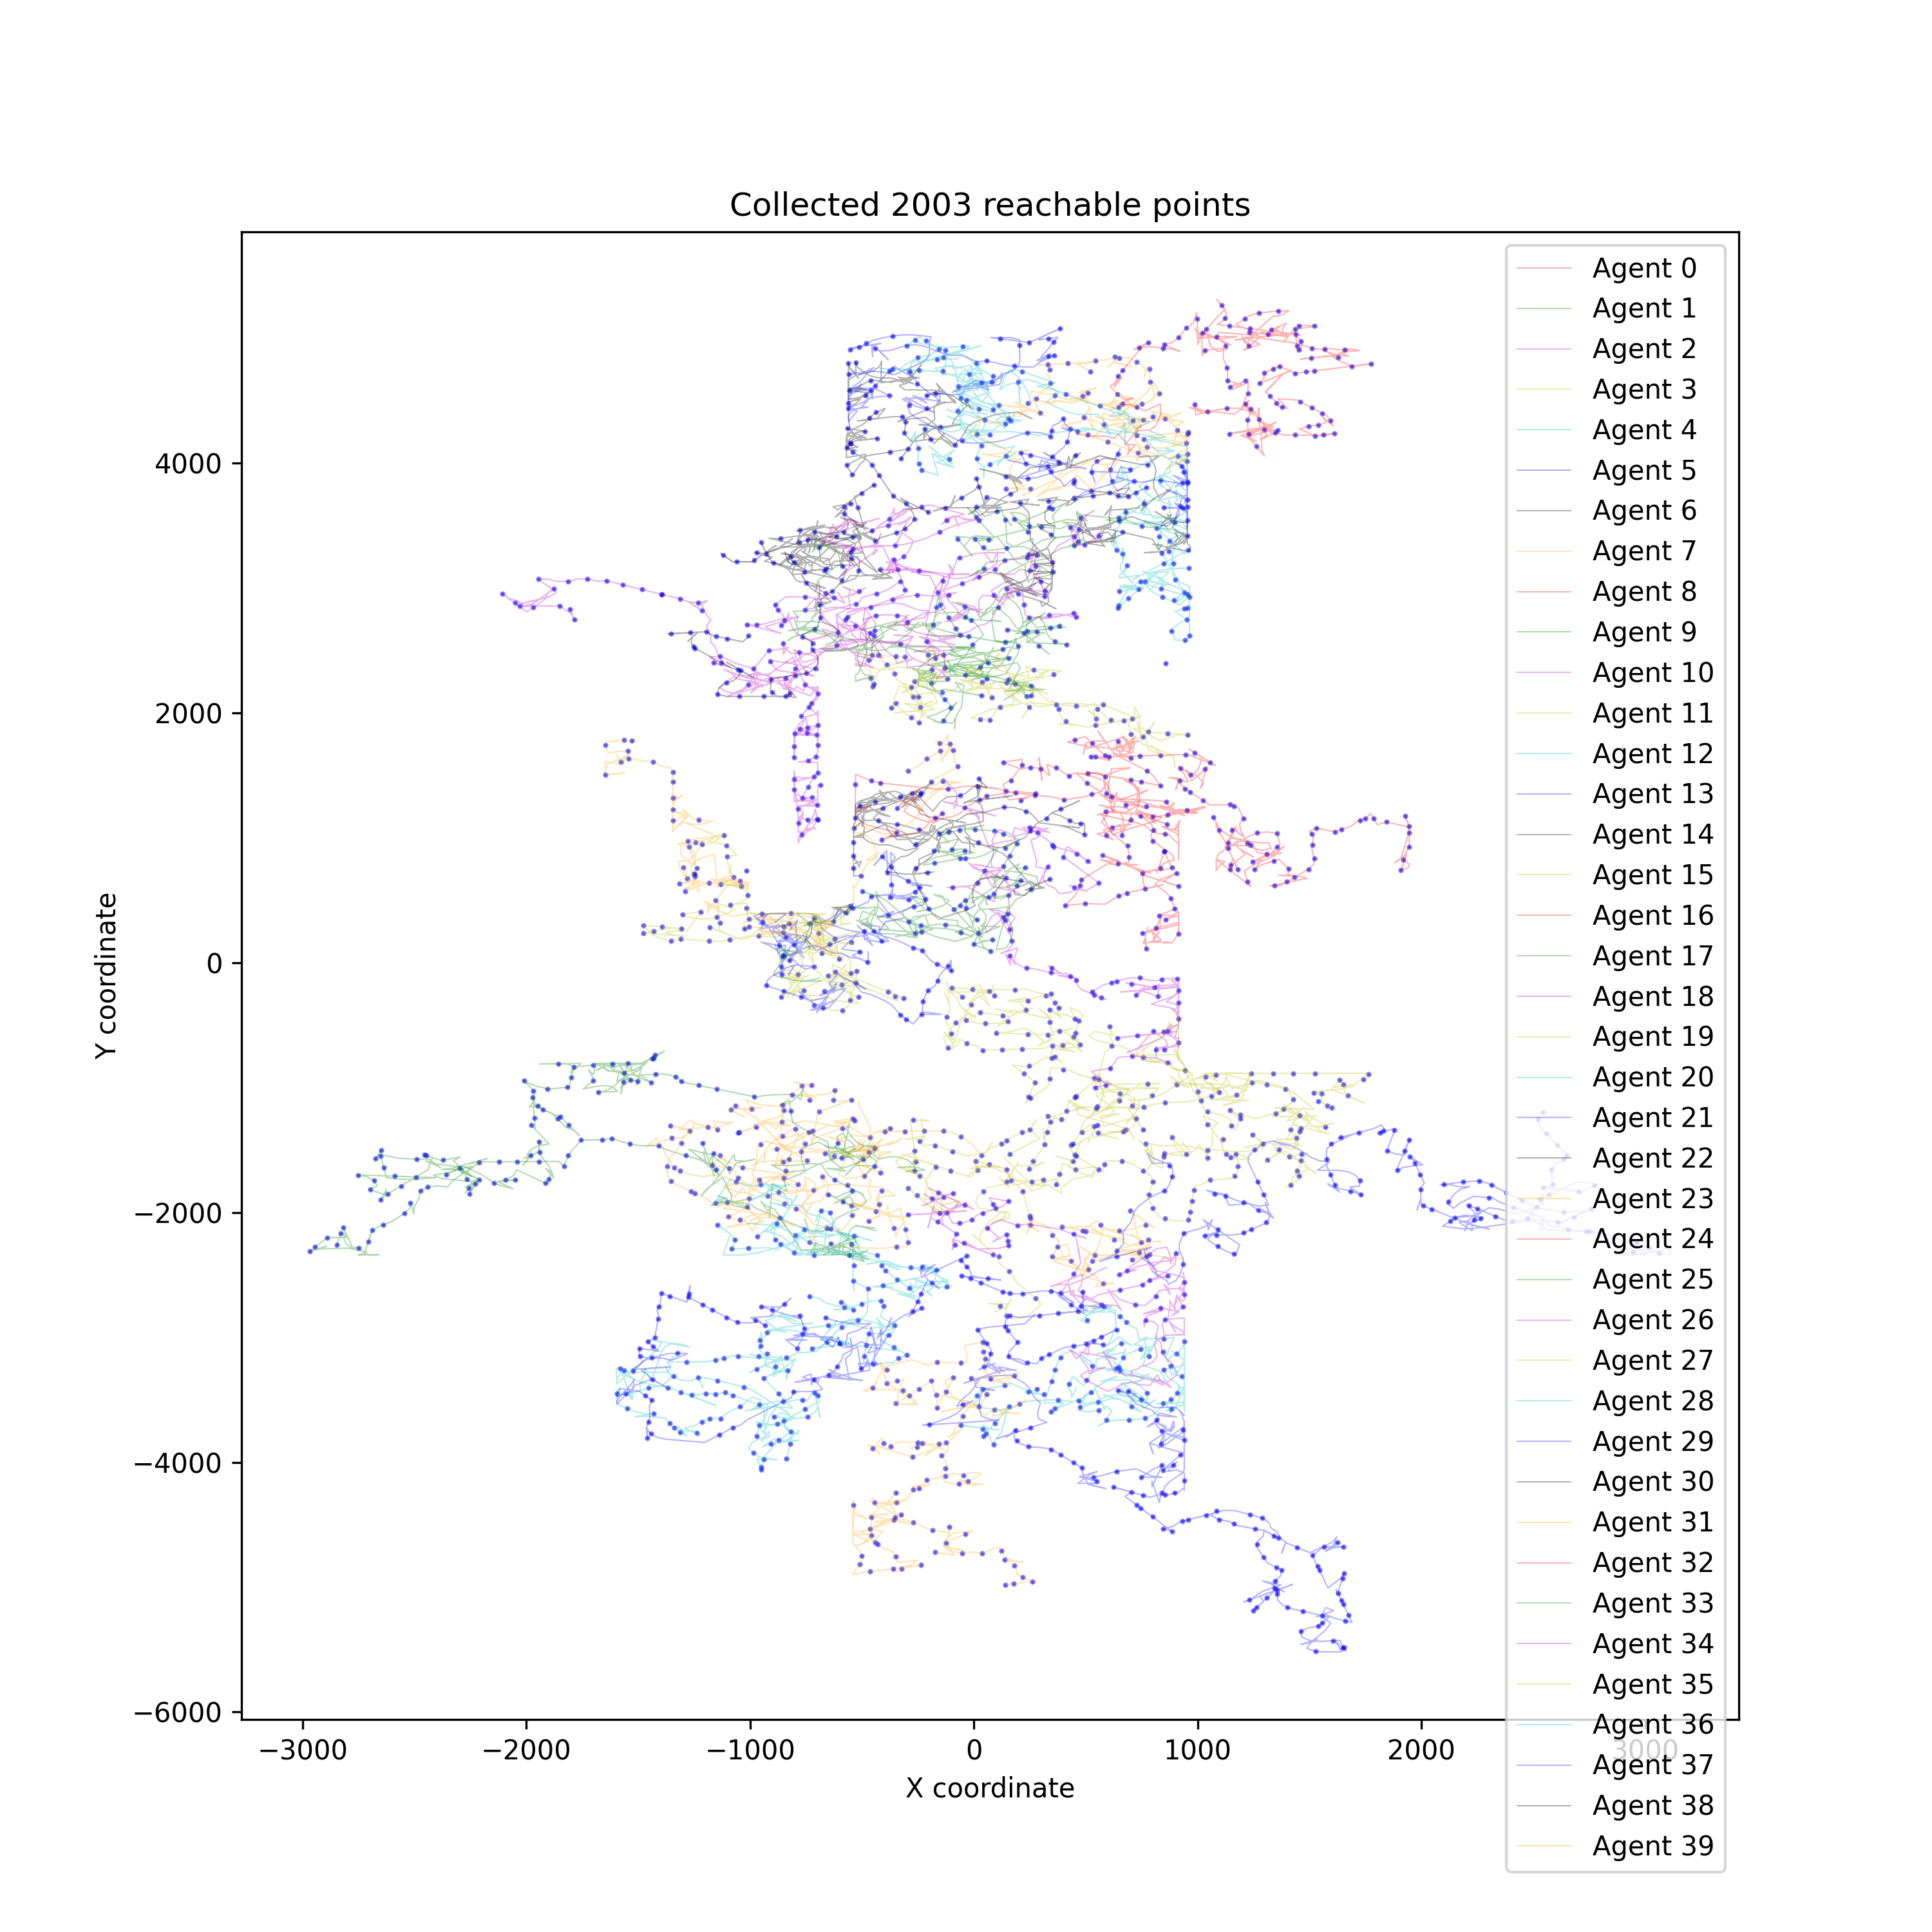 Collected 2003 reachable points
Agent 0
Agent 1
Agent 2
Agent 3
Agent 4
Agent 5
Agent 6
Agent 7
Agent 8
Agent 9
Agent 10
Agent 11
Agent 12
Agent 13
Agent 14
Agent 15
Agent 16
Agent 17
Agent 18
Agent 19
Agent 20
Agent 21
Agent 22
Agent 23
Agent 24
Agent 25
Agent 26
Agent 27
Agent 28
Agent 29
Agent 30
Agent 31
Agent 32
Agent 33
Agent 34
Agent 35
Agent 36
Agent 37
Agent 38
Agent 39
4000
2000
0
−2000
−4000
−6000
Y coordinate
−3000 −2000 −1000 0 1000 2000 3000
X coordinate